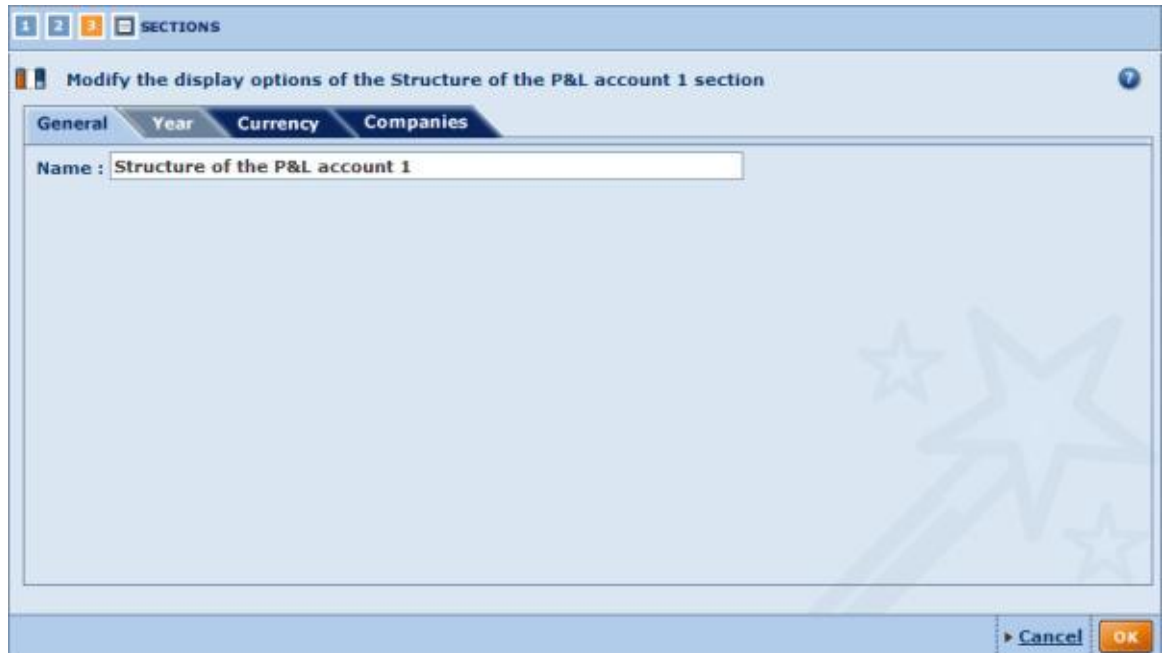 1 2 3 SECTIONS
Modify the display options of the Structure of the P&L account 1 section ?
General Year Currency Companies
Name : Structure of the P&L account 1
Cancel OK